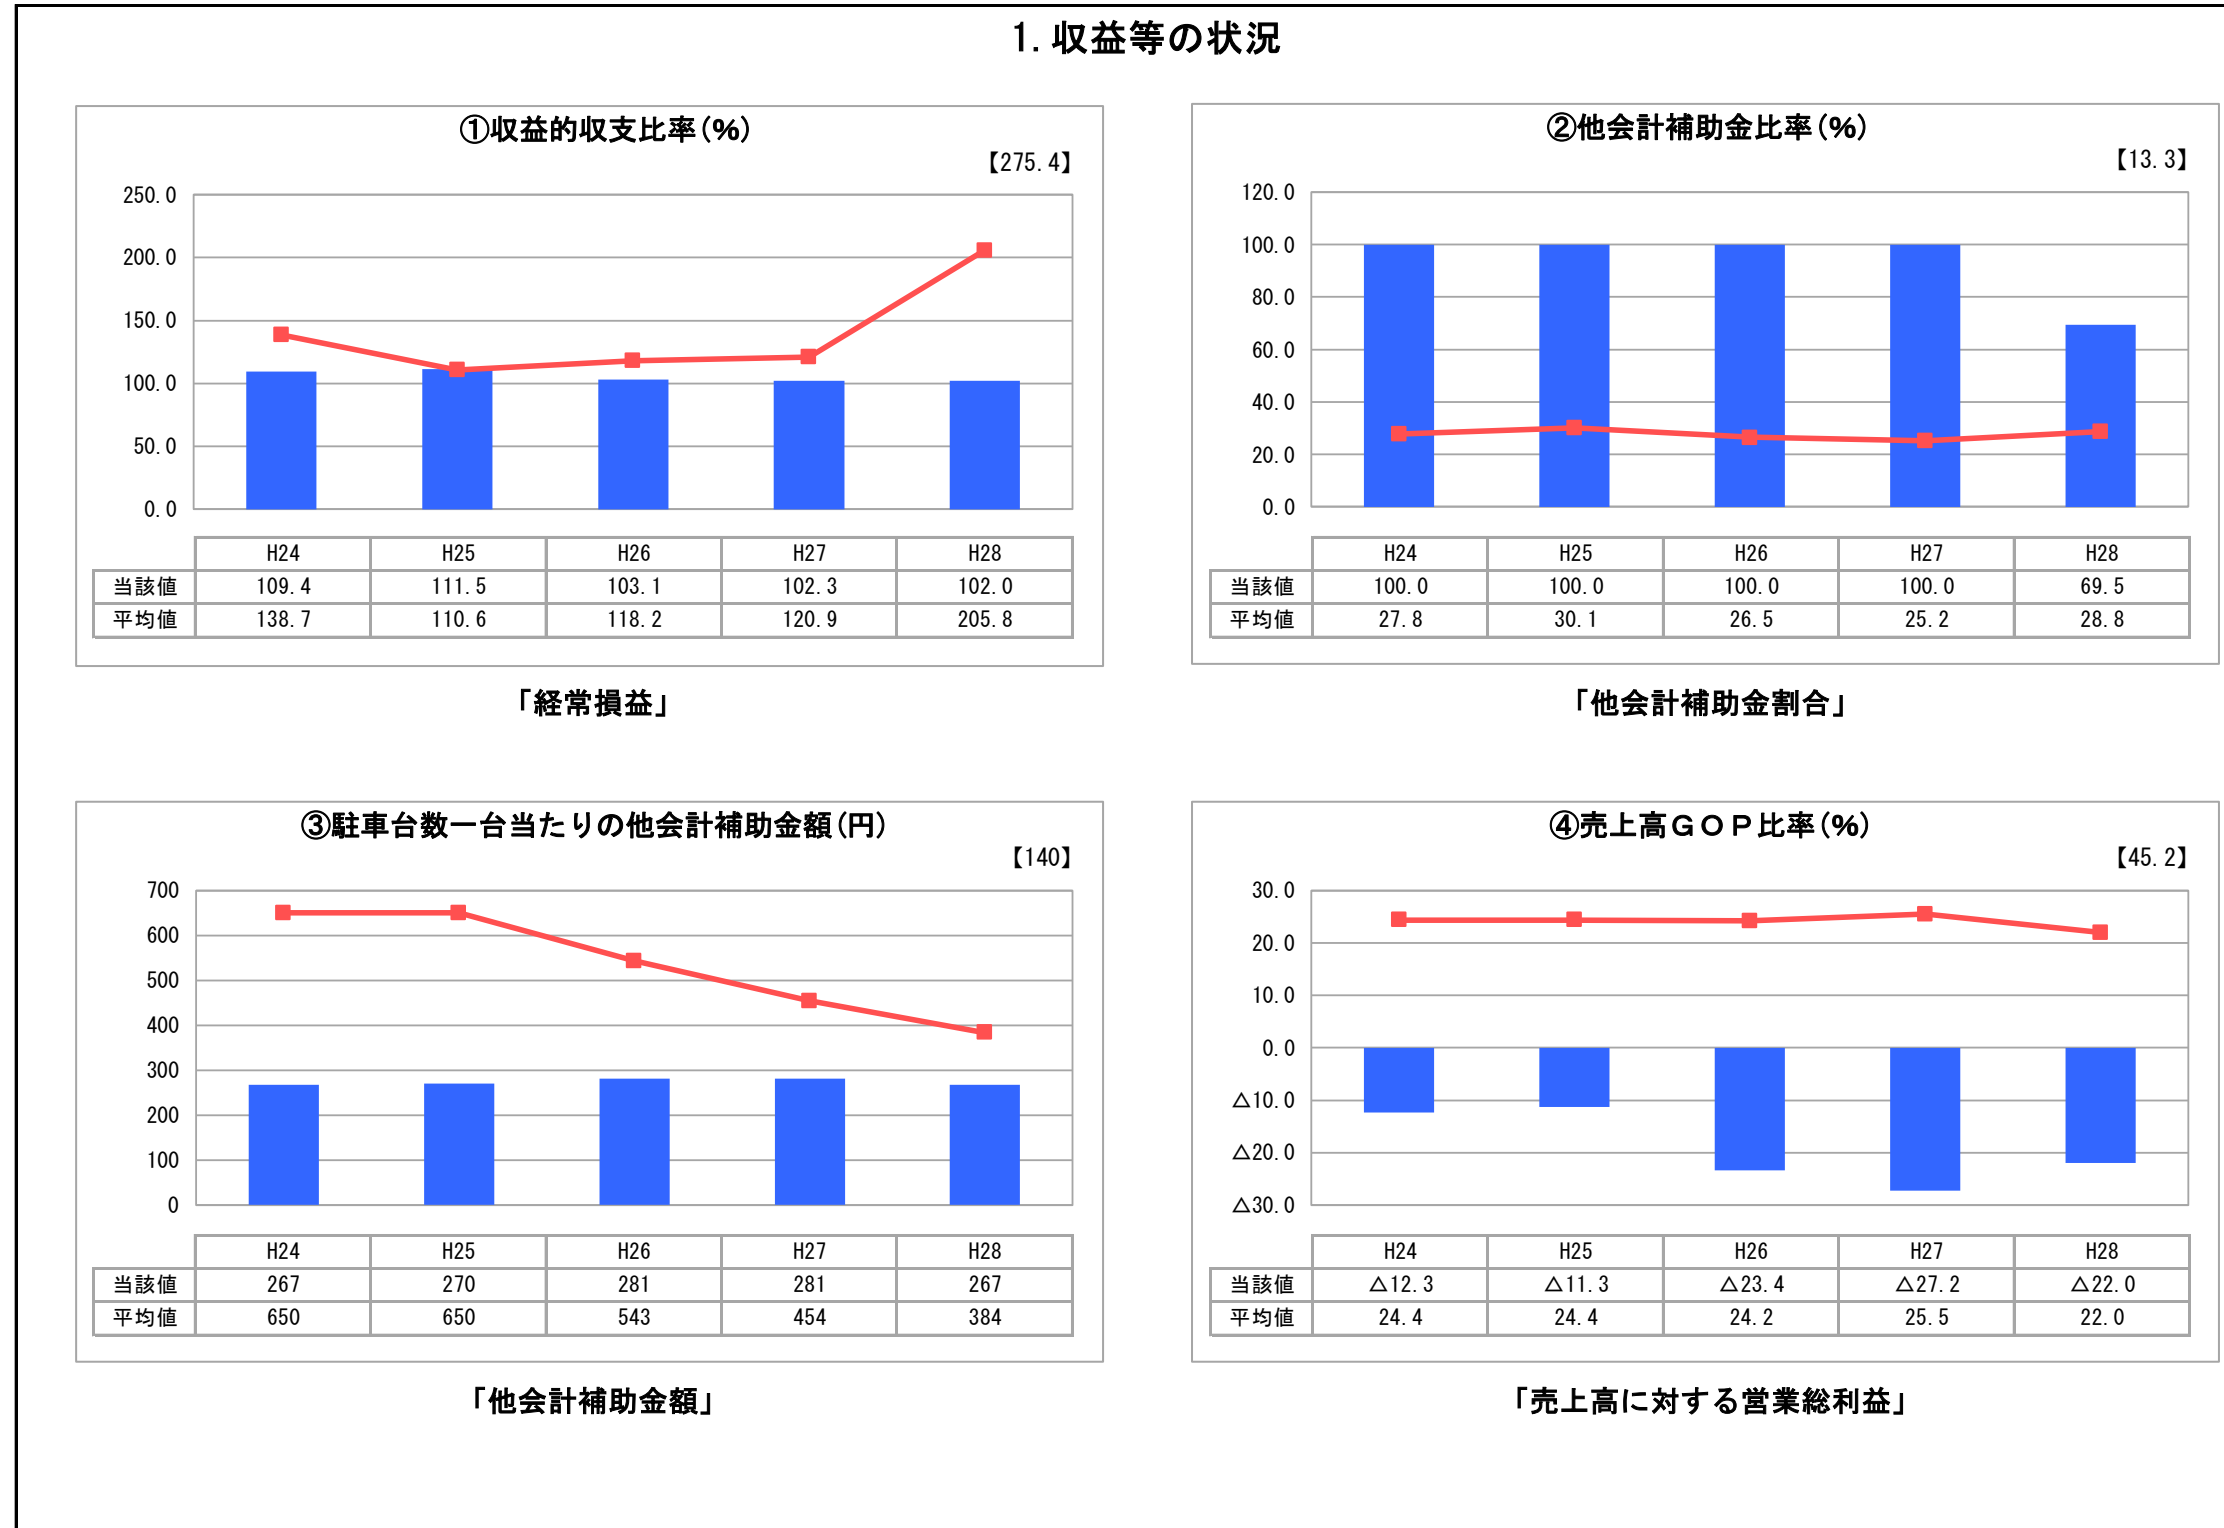 1. 収益等の状況
①収益的収支比率(%)
【275.4】
250.0
200.0
150.0
100.0
50.0
0.0
H24 H25 H26 H27 H28
当該値 109.4 111.5 103.1 102.3 102.0
平均値 138.7 110.6 118.2 120.9 205.8
「経常損益」
②他会計補助金比率(%)
【13.3】
120.0
100.0
80.0
60.0
40.0
20.0
0.0
H24 H25 H26 H27 H28
当該値 100.0 100.0 100.0 100.0 69.5
平均値 27.8 30.1 26.5 25.2 28.8
「他会計補助金割合」
③駐車台数一台当たりの他会計補助金額(円)
【140】
700
600
500
400
300
200
100
0
H24 H25 H26 H27 H28
当該値 267 270 281 281 267
平均値 650 650 543 454 384
「他会計補助金額」
④売上高ＧＯＰ比率(%)
【45.2】
30.0
20.0
10.0
0.0
△10.0
△20.0
△30.0
H24 H25 H26 H27 H28
当該値 △12.3 △11.3 △23.4 △27.2 △22.0
平均値 24.4 24.4 24.2 25.5 22.0
「売上高に対する営業総利益」